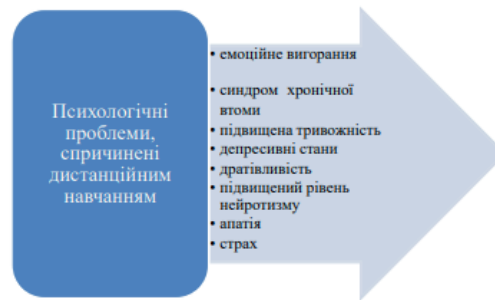 Психологічні
проблеми,
спричинені
дистанційним
навчанням
• емоційне вигорання
• синдром хронічної
втоми
• підвищена тривожність
• депресивні стани
• дратівливість
• підвищений рівень
нейротизму
• апатія
• страх